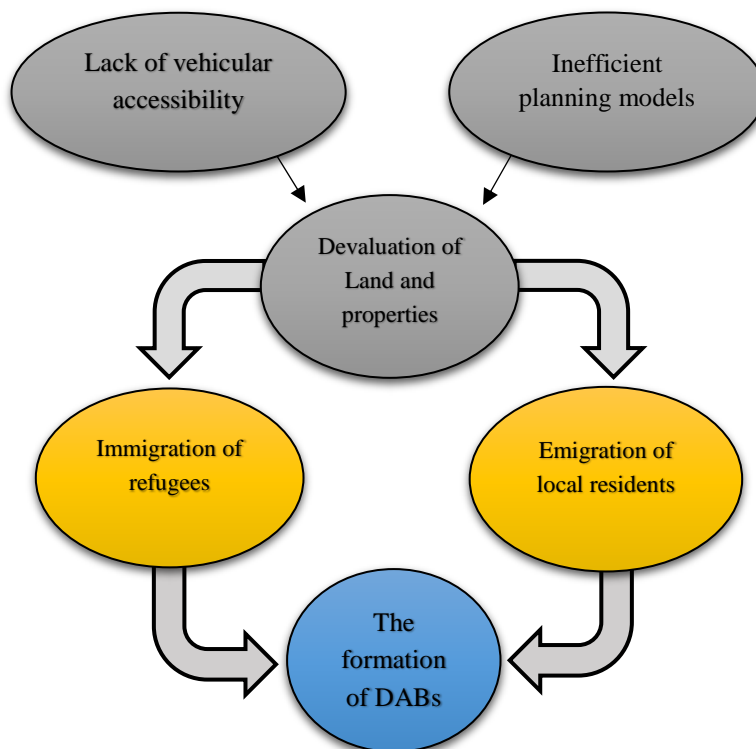 Lack of vehicular
accessibility
Inefficient
planning models
Devaluation of
Land and
properties
Immigration of
refugees
Emigration of
local residents
The
formation
of DABs